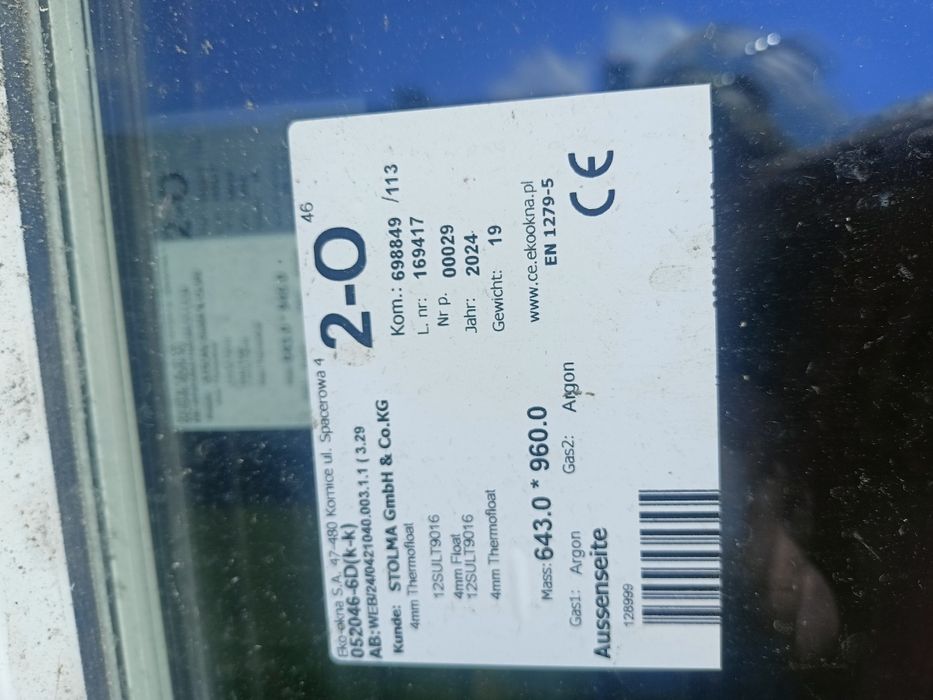 Eko-okna S.A. 47-480 Kornice ul. Spacerowa 4
052046-6D(k-k)
AB:WEB/24/0421040.003.1.1 ( 3.29
Kunde: STOLMA GmbH & Co.KG
2-O 46
4mm Thermofloat
12SULT9016
4mm Float
12SULT9016
4mm Thermofloat
Kom.: 698849 /113
L. nr: 169417
Nr p. 00029
Jahr: 2024
Gewicht: 19
Mass: 643.0 * 960.0
www.ce.ekookna.pl
EN 1279-5
Gas1: Argon Gas2: Argon
CE
Aussenseite
128999